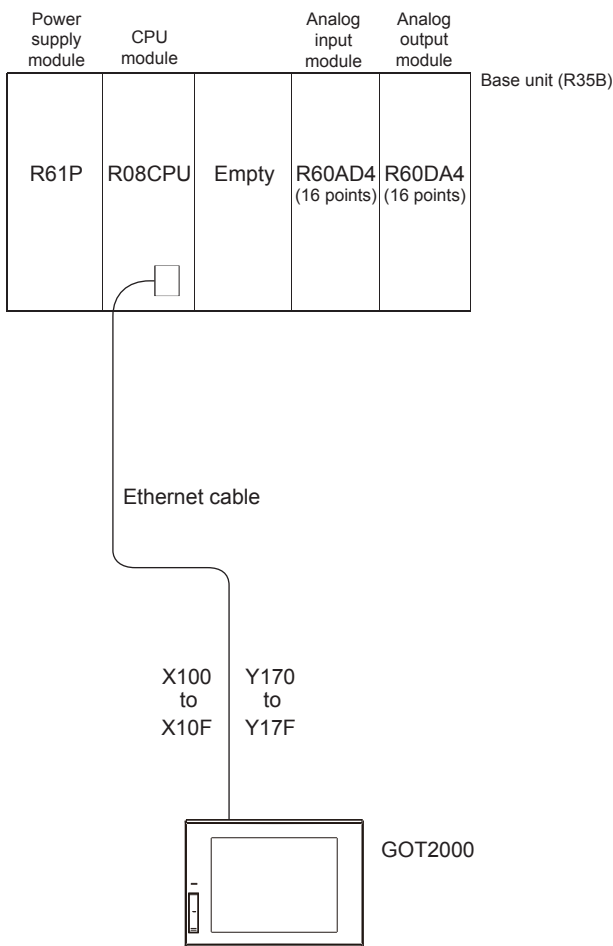 Power
supply
module
CPU
module
Analog
input
module
Analog
output
module
Base unit (R35B)
R61P
R08CPU
Empty
R60AD4
(16 points)
R60DA4
(16 points)
Ethernet cable
X100
to
X10F
Y170
to
Y17F
GOT2000